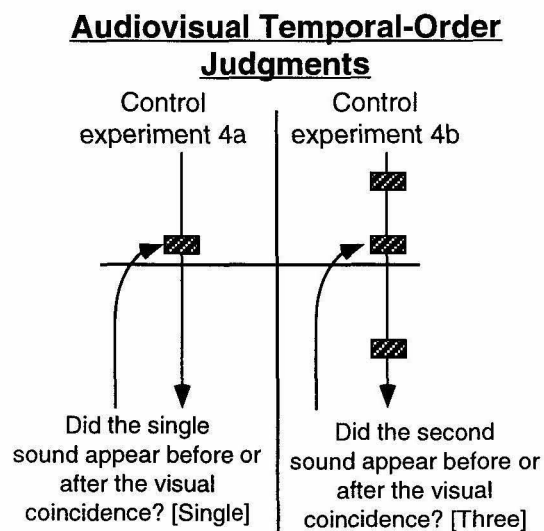 Audiovisual Temporal-Order
Judgments
Control
experiment 4a
Control
experiment 4b
Did the single
sound appear before or
after the visual
coincidence? [Single]
Did the second
sound appear before or
after the visual
coincidence? [Three]